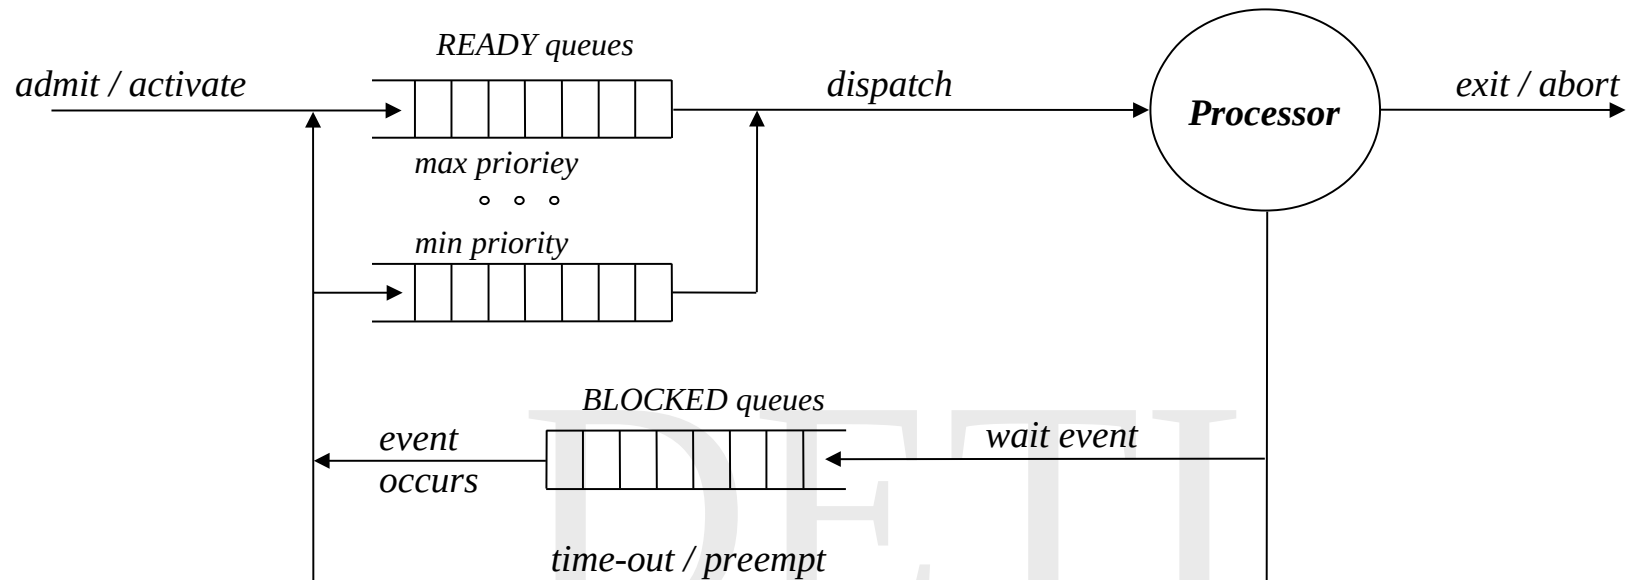 READY queues
admit / activate
dispatch
exit / abort
Processor
max prioriey
min priority
BLOCKED queues
event
occurs
wait event
time-out / preempt
DETI